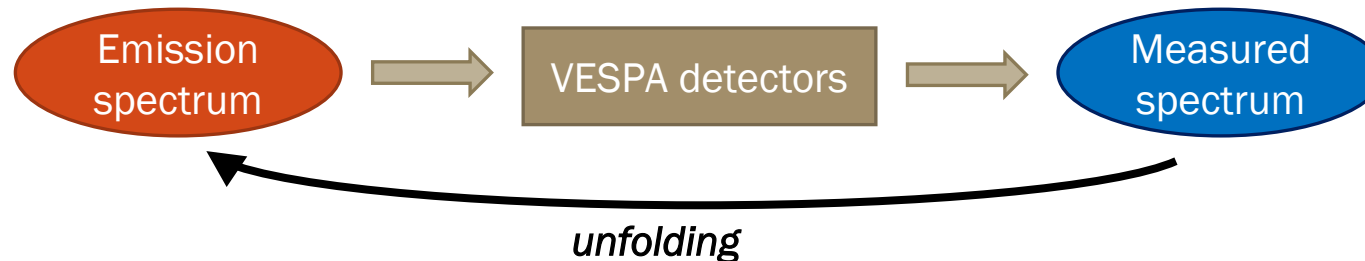 Emission
spectrum
VESPA detectors
Measured
spectrum
unfolding